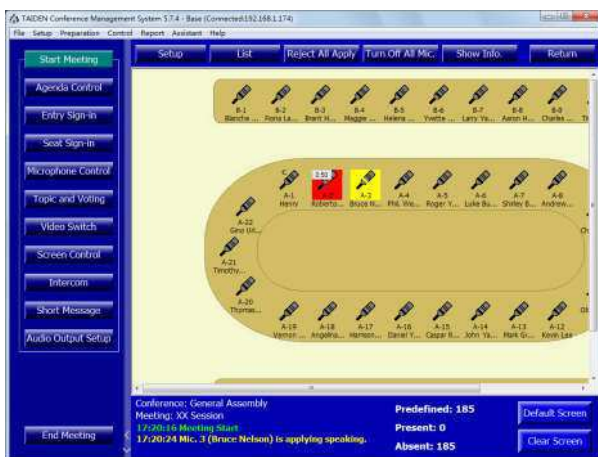 TAIDEN Conference Management System 5.7.4 - Base (Connected:192.168.1.174)
File Setup Preparation Control Report Assistant Help
Start Meeting
Agenda Control
Entry Sign-in
Seat Sign-in
Microphone Control
Topic and Voting
Video Switch
Screen Control
Intercom
Short Message
Audio Output Setup
End Meeting
Setup List Reject All Apply Turn Off All Mic. Show Info. Return
B-1 B-2 B-3 B-4 B-5 B-6 B-7 B-8 B-9
Blanche ... Fiona La... Brant H... Maggie ... Helena ... Yvette ... Larry Ya... Aaron H... Charles ...
C
A-1 A-2 A-3 A-4 A-5 A-6 A-7 A-8
Henry Roberto... Bruce N... Phil. We... Roger Y... Luke Bu... Shirley B... Andrew...
A-22
Gino Uri...
A-21
Timothy...
A-20
Thomas...
A-19 A-18 A-17 A-16 A-15 A-14 A-13 A-12
Vernon ... Angelina... Harrison... Daniel Y... Caspar R... John Ya... Mark Gr... Kevin Lee
Conference: General Assembly
Meeting: XX Session
17:20:16 Meeting Start
17:20:24 Mic. 3 (Bruce Nelson) is applying speaking.
Predefined: 185
Present: 0
Absent: 185
Default Screen
Clear Screen